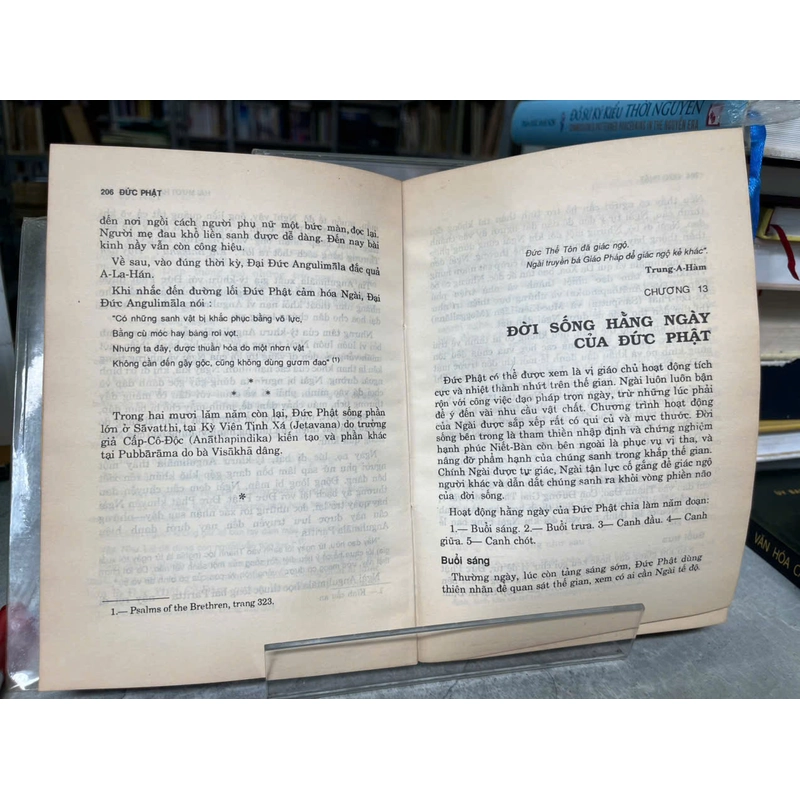 206 ĐỨC PHẬT
đến nơi ngồi cách người phụ nữ một bức màn, đọc lại.
Người mẹ đau khổ liền sanh được dễ dàng. Đến nay bài
kinh nầy vẫn còn công hiệu.
Về sau, vào đúng thời kỳ, Đại Đức Angulimāla đắc quả
A-La-Hán.
Khi nhắc đến đường lối Đức Phật cảm hóa Ngài, Đại
Đức Angulimāla nói :
"Có những sanh vật bị khắc phục bằng võ lực,
Bằng cù móc hay bằng roi vọt.
Nhưng ta đây, được thuần hóa do một nhơn vật
Không cần đến gậy gộc, cũng không dùng gươm đao" (1)
* * *
Trong hai mươi lăm năm còn lại, Đức Phật sống phần
lớn ở Sāvatthi, tại Kỳ Viên Tịnh Xá (Jetavana) do trưởng
giả Cấp-Cô-Độc (Anāthapindika) kiến tạo và phần khác
tại Pubbārāma do bà Visākhā dâng.
*
1.— Psalms of the Brethren, trang 323.
Đức Thế Tôn đã giác ngộ.
Ngài truyền bá Giáo Pháp để giác ngộ kẻ khác".
Trung-A-Hàm
CHƯƠNG 13
ĐỜI SỐNG HẰNG NGÀY
CỦA ĐỨC PHẬT
Đức Phật có thể được xem là vị giáo chủ hoạt động tích
cực và nhiệt thành nhứt trên thế gian. Ngài luôn luôn bận
rộn với công việc đạo pháp trọn ngày, trừ những lúc phải
để ý đến vài nhu cầu vật chất. Chương trình hoạt động
của Ngài được sắp xếp rất có qui củ và mực thước. Đời
sống bên trong là tham thiền nhập định và chứng nghiệm
hạnh phúc Niết-Bàn còn bên ngoài là phục vụ vị tha, và
nâng đỡ phẩm hạnh của chúng sanh trong khắp thế gian.
Chính Ngài được tự giác, Ngài tận lực cố gắng để giác ngộ
người khác và dẫn dắt chúng sanh ra khỏi vòng phiền não
của đời sống.
Hoạt động hằng ngày của Đức Phật chia làm năm đoạn:
1.— Buổi sáng. 2.— Buổi trưa. 3— Canh đầu. 4— Canh
giữa. 5— Canh chót.
Buổi sáng
Thường ngày, lúc còn tảng sáng sớm, Đức Phật dùng
thiên nhãn để quan sát thế gian, xem có ai cần Ngài tế độ.
ĐỒ SỨ KÝ KIỂU THỜI NGUYỄN
VĂN HÓA